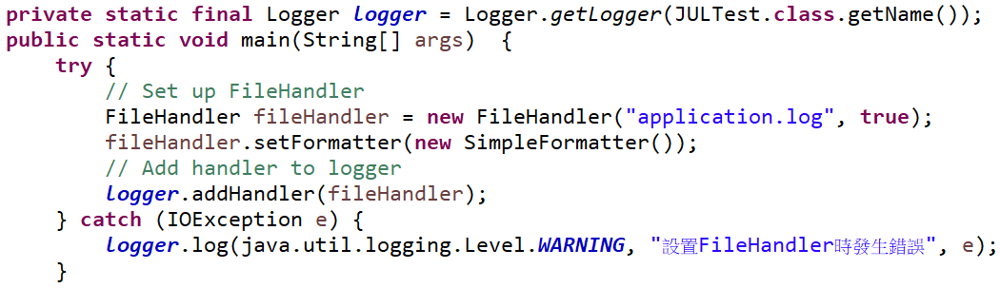 private static final Logger logger = Logger.getLogger(JULTest.class.getName());
public static void main(String[] args)  {
    try {
        // Set up FileHandler
        FileHandler fileHandler = new FileHandler("application.log", true);
        fileHandler.setFormatter(new SimpleFormatter());
        // Add handler to logger
        logger.addHandler(fileHandler);
    } catch (IOException e) {
        logger.log(java.util.logging.Level.WARNING, "設置FileHandler時發生錯誤", e);
    }